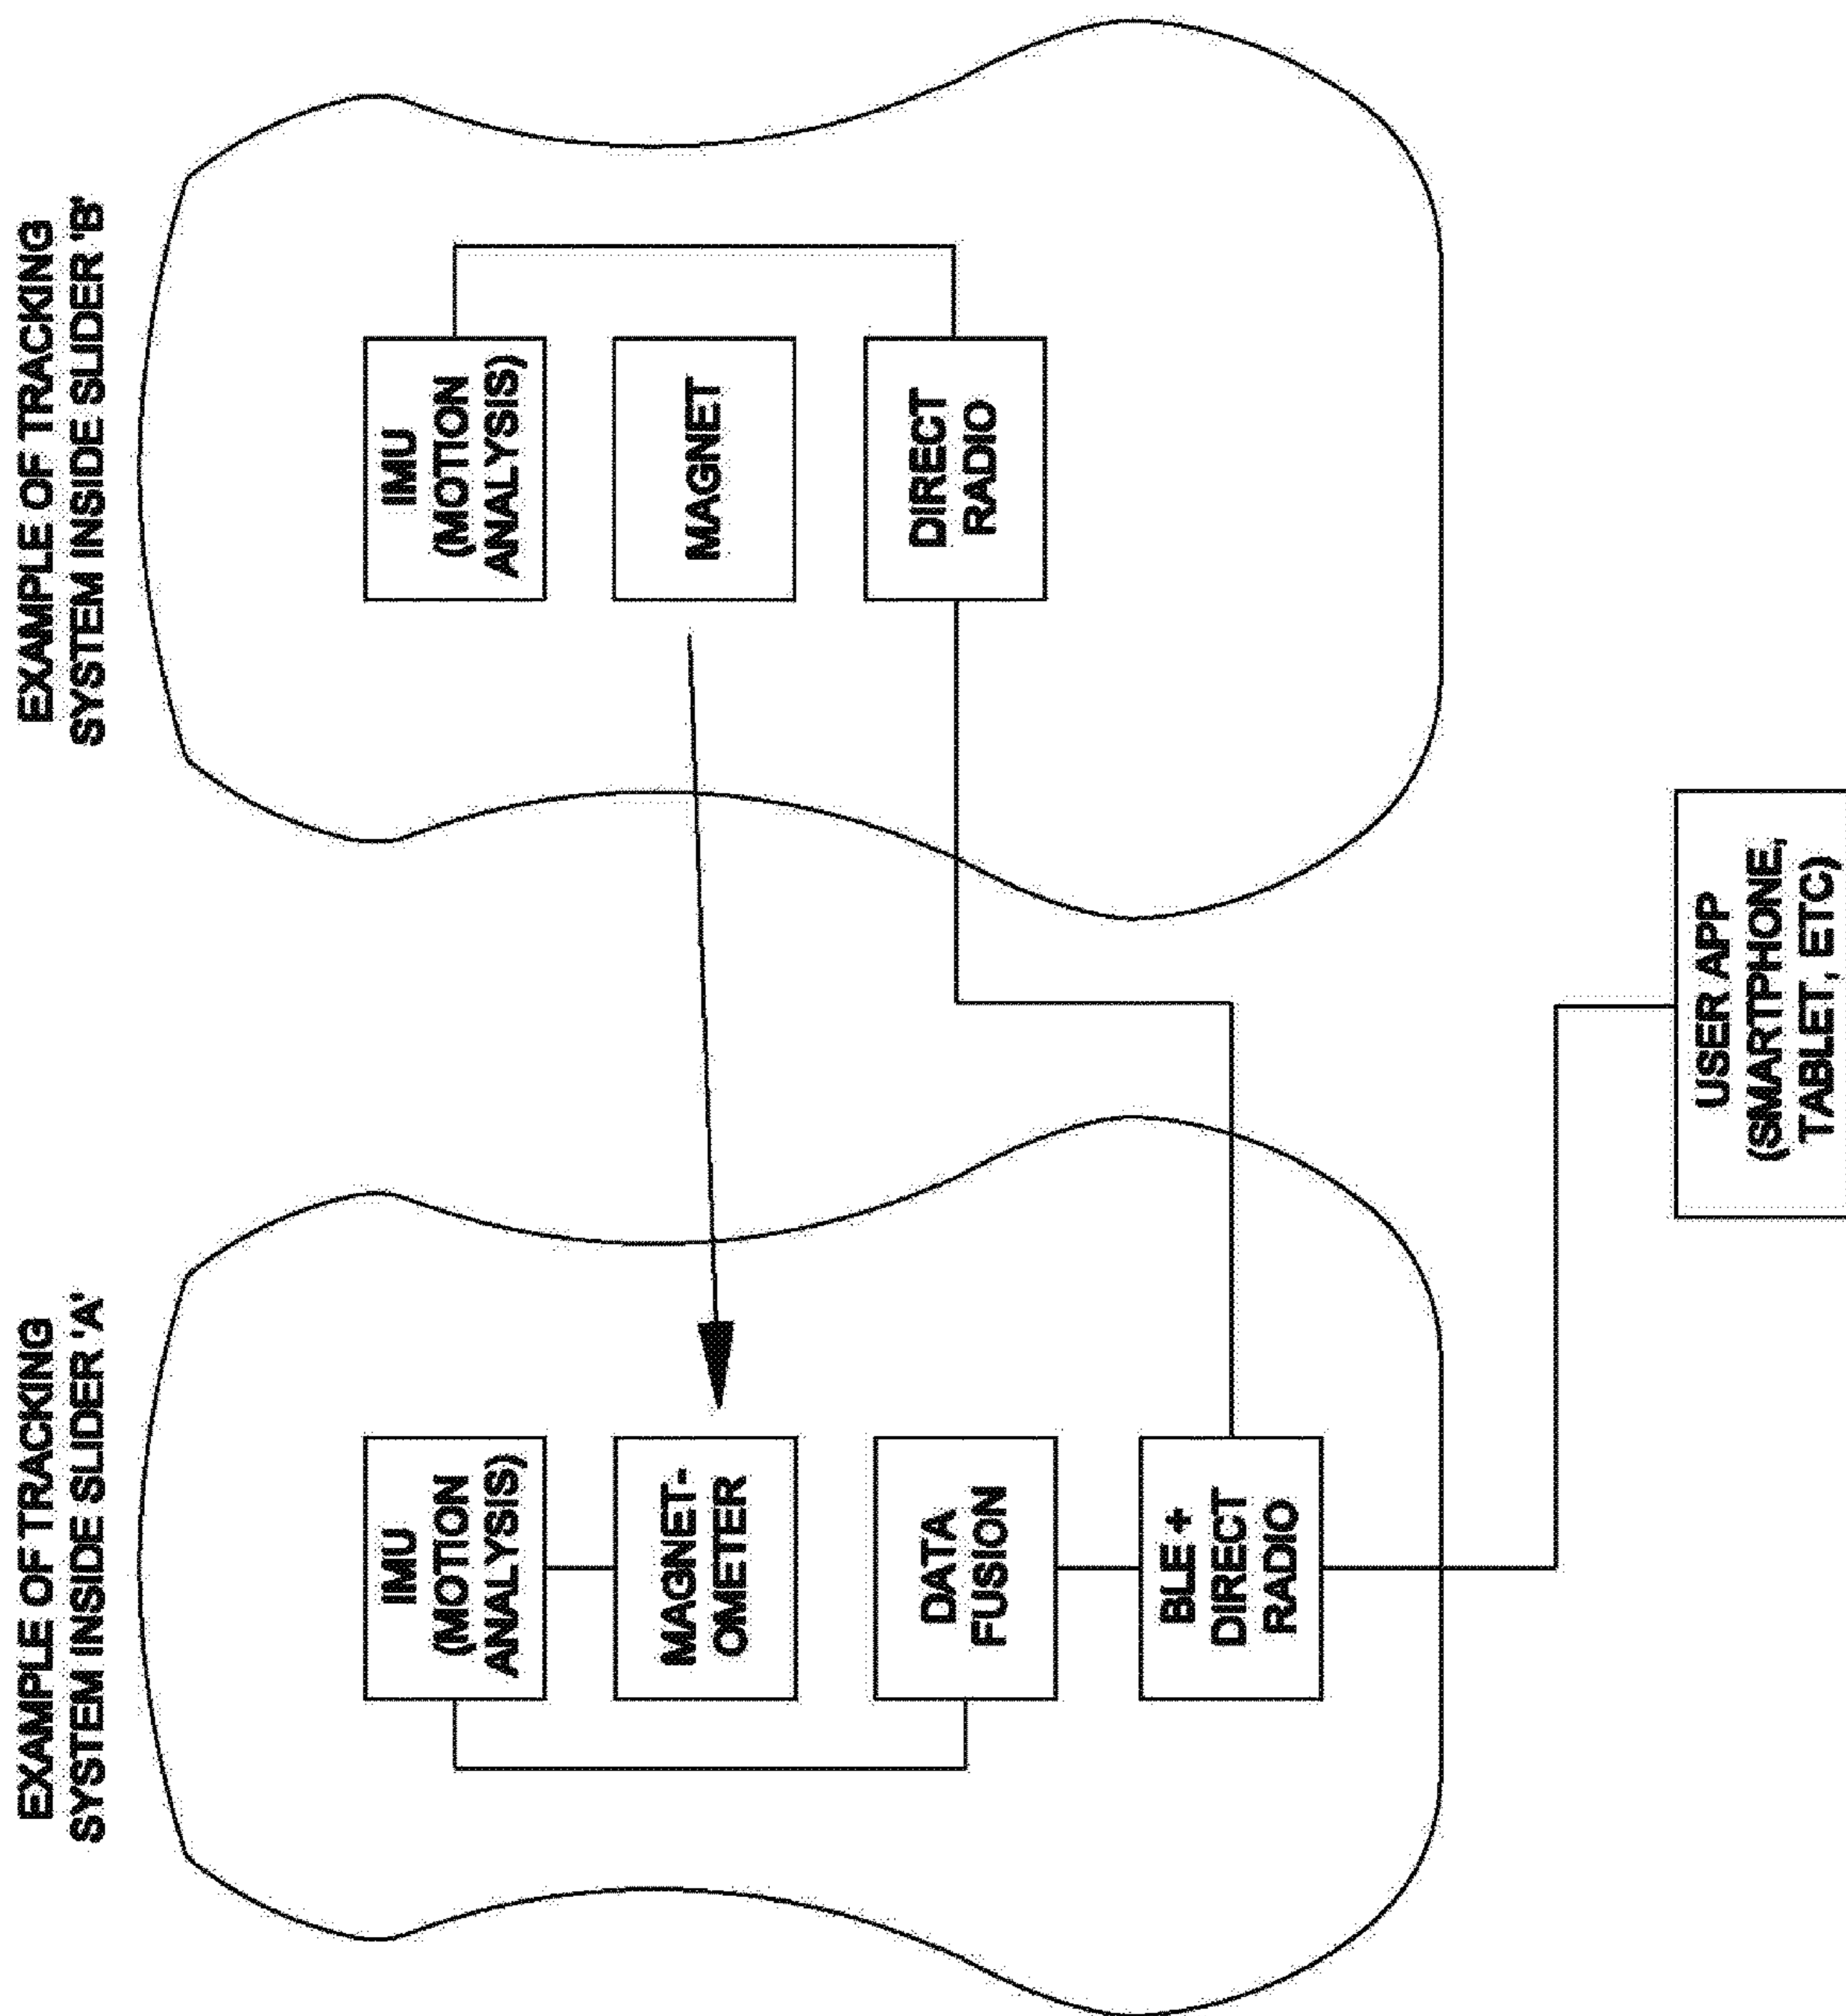 EXAMPLE OF TRACKING
SYSTEM INSIDE SLIDER 'A'
IMU
(MOTION
ANALYSIS)
MAGNET-
OMETER
DATA
FUSION
BLE +
DIRECT
RADIO
EXAMPLE OF TRACKING
SYSTEM INSIDE SLIDER 'B'
IMU
(MOTION
ANALYSIS)
MAGNET
DIRECT
RADIO
USER APP
(SMARTPHONE,
TABLET, ETC)